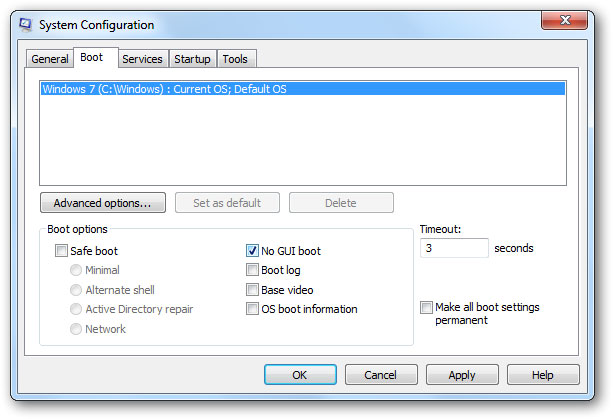 System Configuration
General Boot Services Startup Tools
Windows 7 (C:\Windows) : Current OS; Default OS
Advanced options... Set as default Delete
Boot options
Safe boot
Minimal
Alternate shell
Active Directory repair
Network
No GUI boot
Boot log
Base video
OS boot information
Timeout:
3 seconds
Make all boot settings
permanent
OK Cancel Apply Help